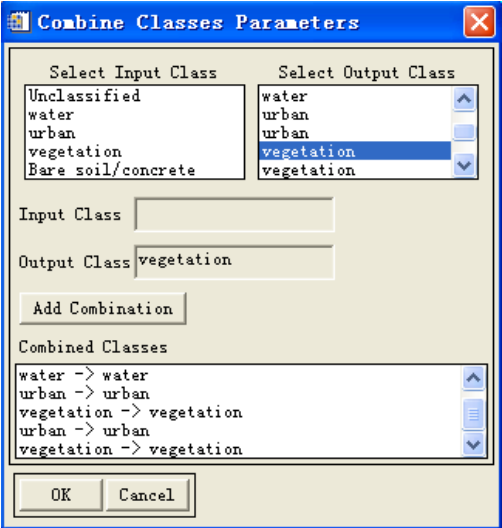 Combine Classes Parameters
Select Input Class
Select Output Class
Unclassified
water
urban
vegetation
Bare soil/concrete
water
urban
urban
vegetation
vegetation
Input Class
Output Class vegetation
Add Combination
Combined Classes
water -> water
urban -> urban
vegetation -> vegetation
urban -> urban
vegetation -> vegetation
OK Cancel